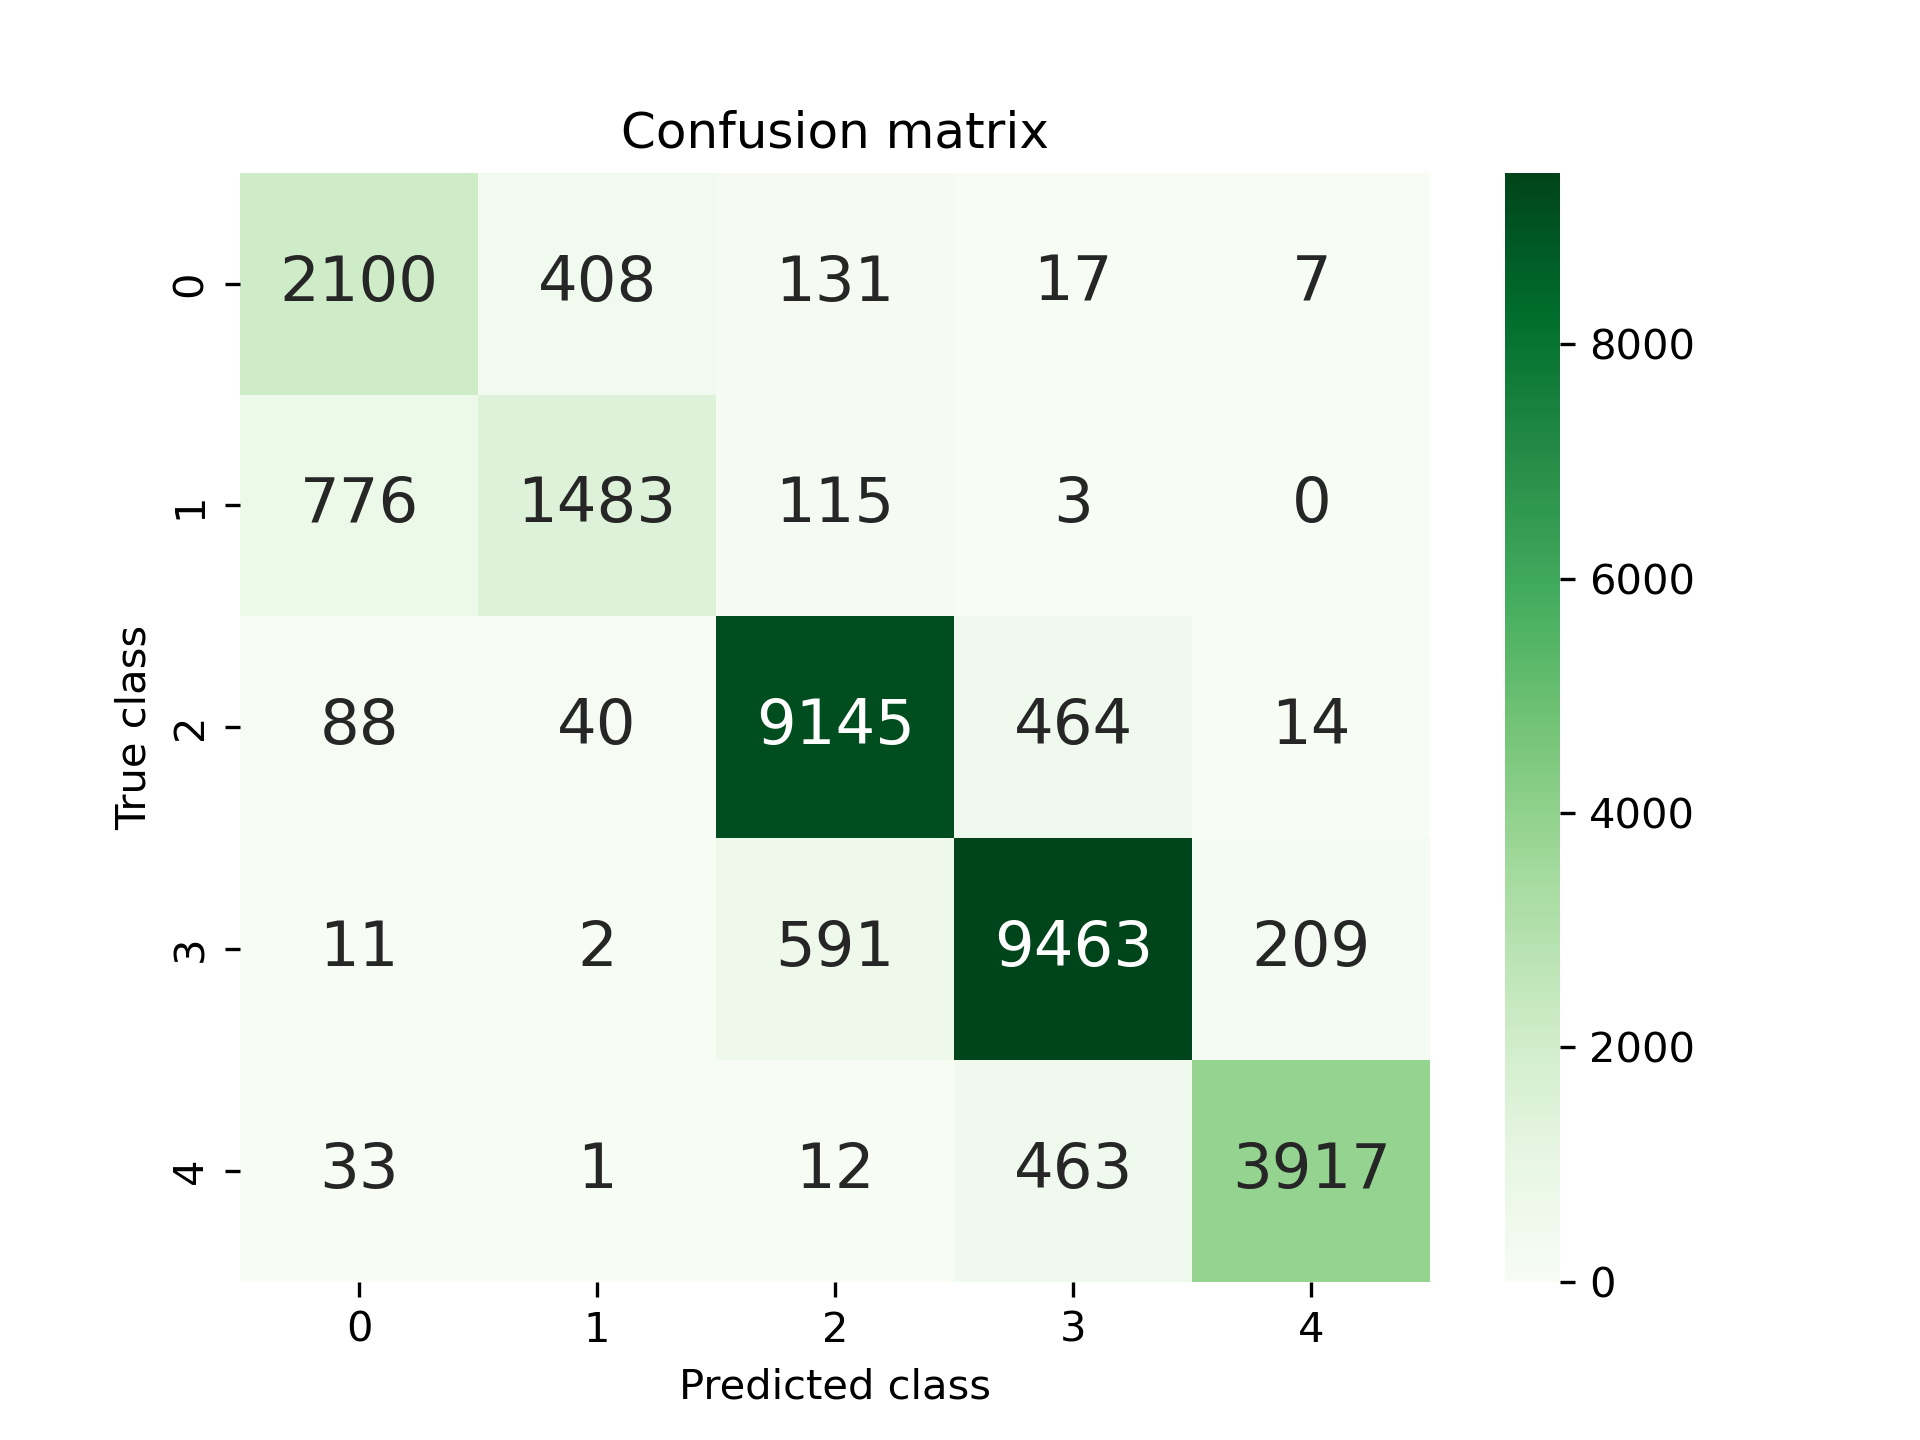 Confusion matrix
0 2100 408 131 17 7
1 776 1483 115 3 0
2 88 40 9145 464 14
3 11 2 591 9463 209
4 33 1 12 463 3917
0 1 2 3 4
Predicted class
True class
8000
6000
4000
2000
0